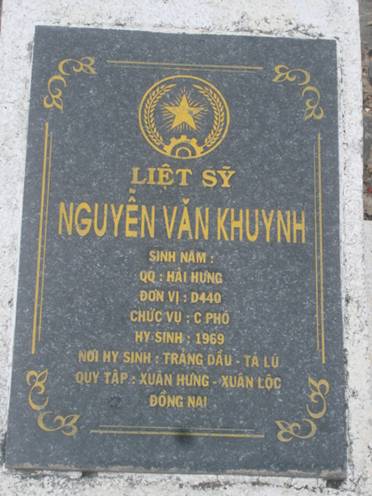 LIỆT SỸ
NGUYỄN VĂN KHUYNH
SINH NĂM :
QQ : HẢI HƯNG
ĐƠN VỊ : D440
CHỨC VỤ : C PHÓ
HY SINH : 1969
NƠI HY SINH : TRẢNG DẦU - TÀ LÚ
QUY TẬP : XUÂN HƯNG - XUÂN LỘC
ĐỒNG NAI